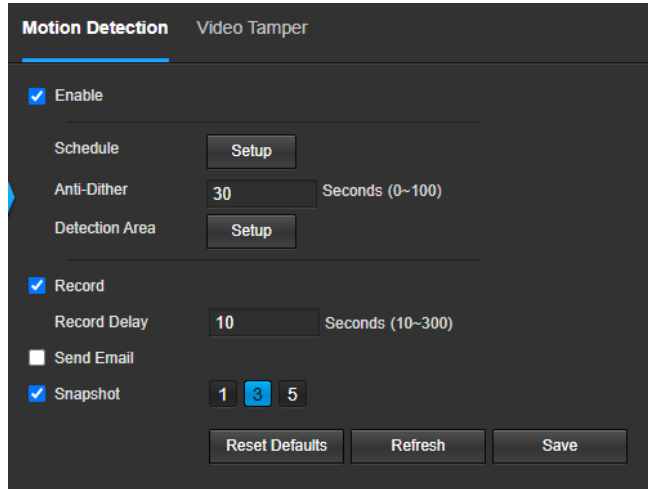 Motion Detection Video Tamper
Enable
Schedule Setup
Anti-Dither 30 Seconds (0~100)
Detection Area Setup
Record
Record Delay 10 Seconds (10~300)
Send Email
Snapshot 1 3 5
Reset Defaults Refresh Save